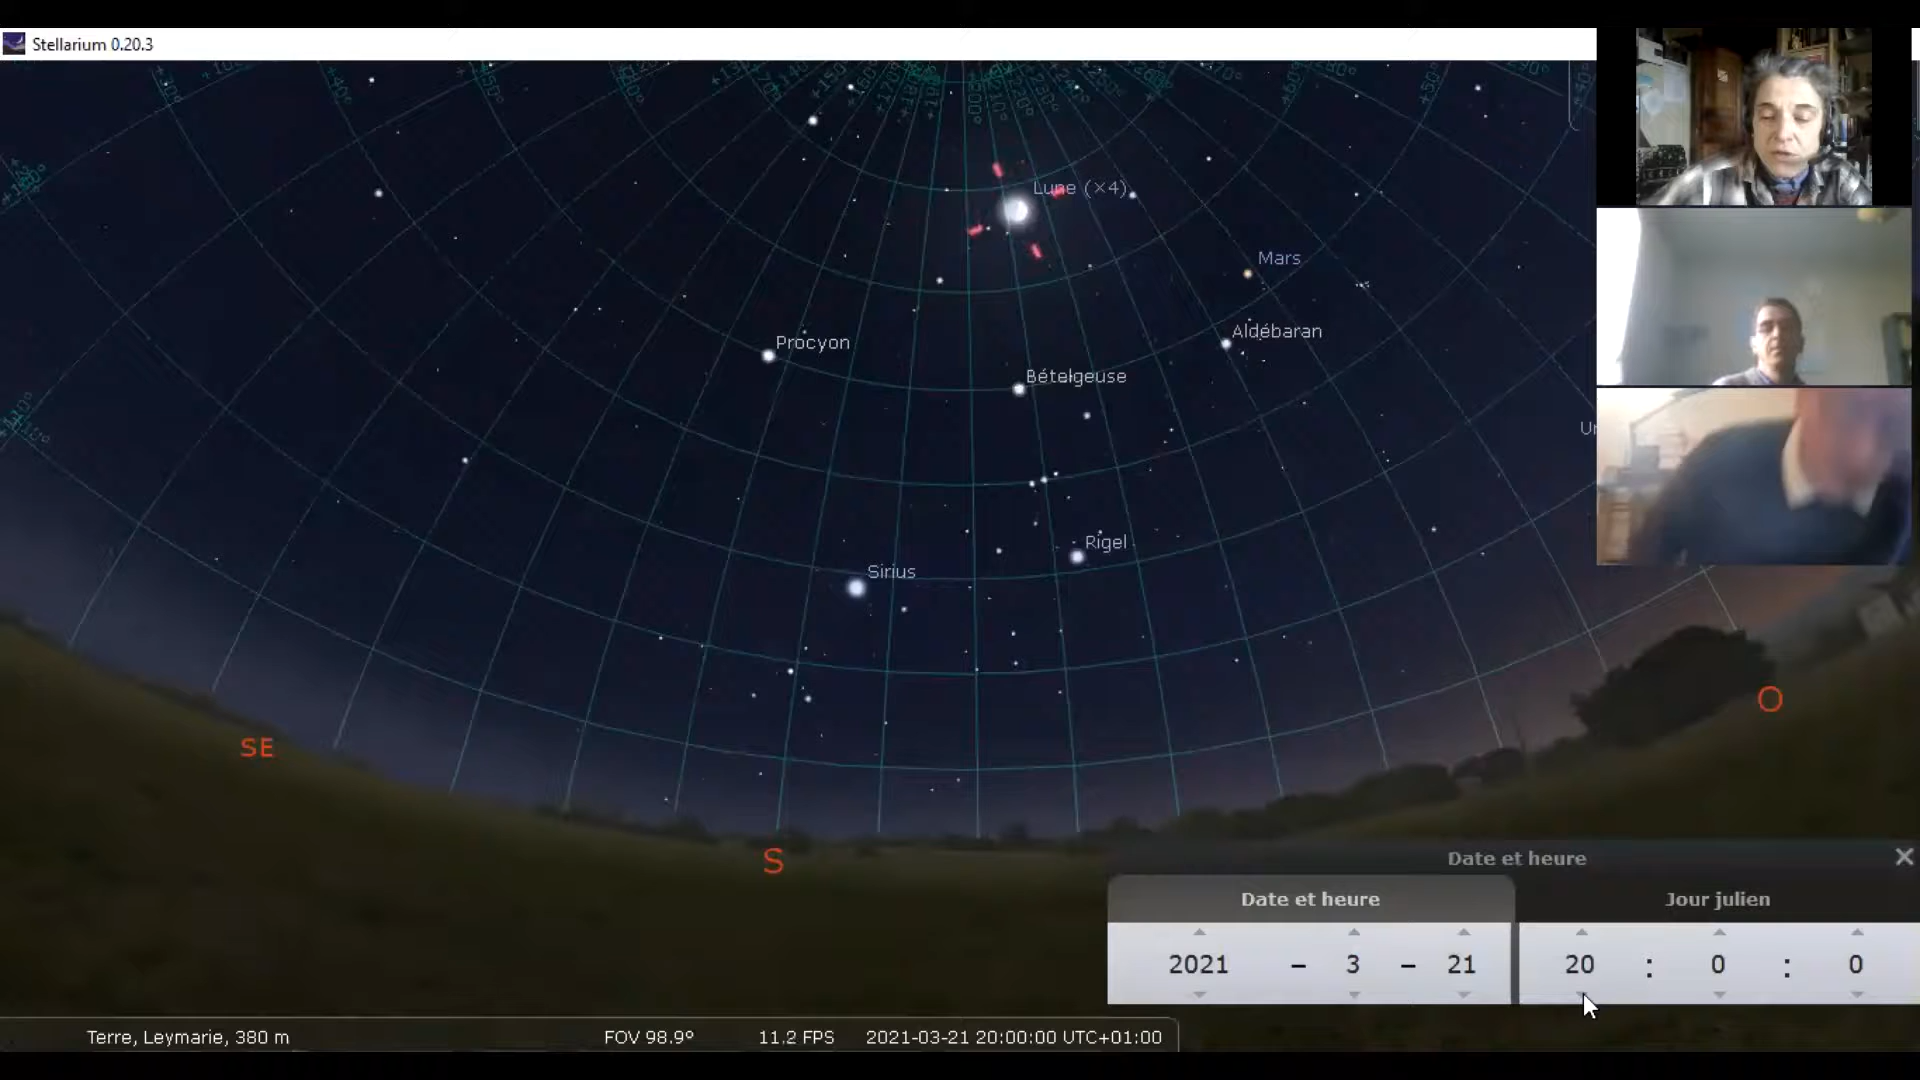 Stellarium 0.20.3
Lune (×4)
Mars
Aldébaran
Procyon
Bételgeuse
Ur
Rigel
Sirius
O
SE
S
Date et heure
Date et heure
Jour julien
2021 - 3 - 21 20 : 0 : 0
Terre, Leymarie, 380 m FOV 98.9° 11.2 FPS 2021-03-21 20:00:00 UTC+01:00